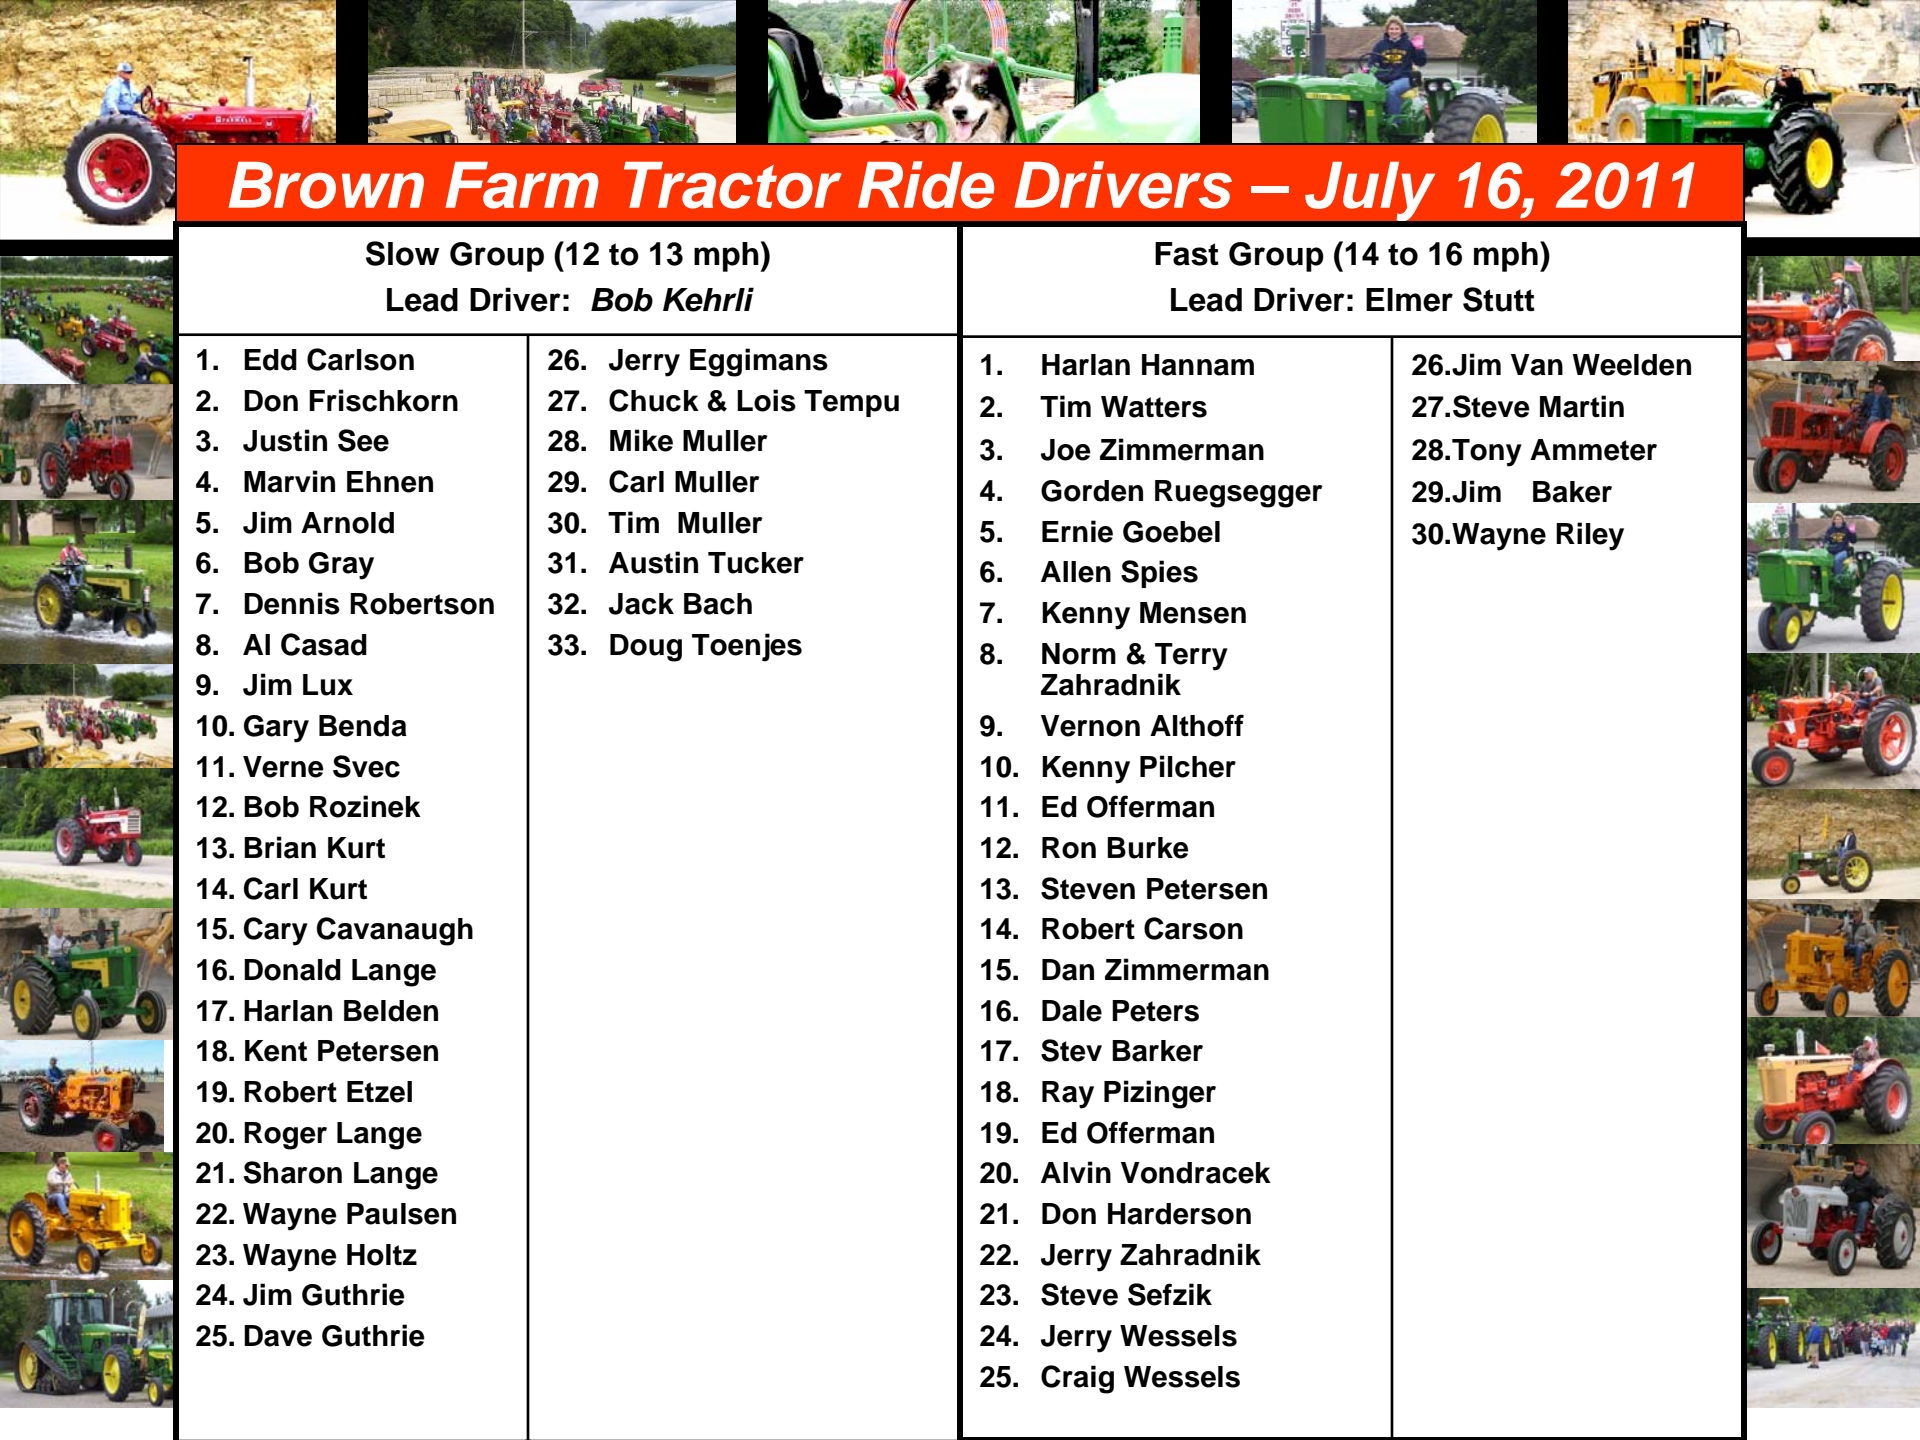 Brown Farm Tractor Ride Drivers – July 16, 2011
Slow Group (12 to 13 mph)
Lead Driver: Bob Kehrli
1. Edd Carlson
2. Don Frischkorn
3. Justin See
4. Marvin Ehnen
5. Jim Arnold
6. Bob Gray
7. Dennis Robertson
8. Al Casad
9. Jim Lux
10. Gary Benda
11. Verne Svec
12. Bob Rozinek
13. Brian Kurt
14. Carl Kurt
15. Cary Cavanaugh
16. Donald Lange
17. Harlan Belden
18. Kent Petersen
19. Robert Etzel
20. Roger Lange
21. Sharon Lange
22. Wayne Paulsen
23. Wayne Holtz
24. Jim Guthrie
25. Dave Guthrie
26. Jerry Eggimans
27. Chuck & Lois Tempu
28. Mike Muller
29. Carl Muller
30. Tim Muller
31. Austin Tucker
32. Jack Bach
33. Doug Toenjes
Fast Group (14 to 16 mph)
Lead Driver: Elmer Stutt
1. Harlan Hannam
2. Tim Watters
3. Joe Zimmerman
4. Gorden Ruegsegger
5. Ernie Goebel
6. Allen Spies
7. Kenny Mensen
8. Norm & Terry
Zahradnik
9. Vernon Althoff
10. Kenny Pilcher
11. Ed Offerman
12. Ron Burke
13. Steven Petersen
14. Robert Carson
15. Dan Zimmerman
16. Dale Peters
17. Stev Barker
18. Ray Pizinger
19. Ed Offerman
20. Alvin Vondracek
21. Don Harderson
22. Jerry Zahradnik
23. Steve Sefzik
24. Jerry Wessels
25. Craig Wessels
26.Jim Van Weelden
27.Steve Martin
28.Tony Ammeter
29.Jim Baker
30.Wayne Riley